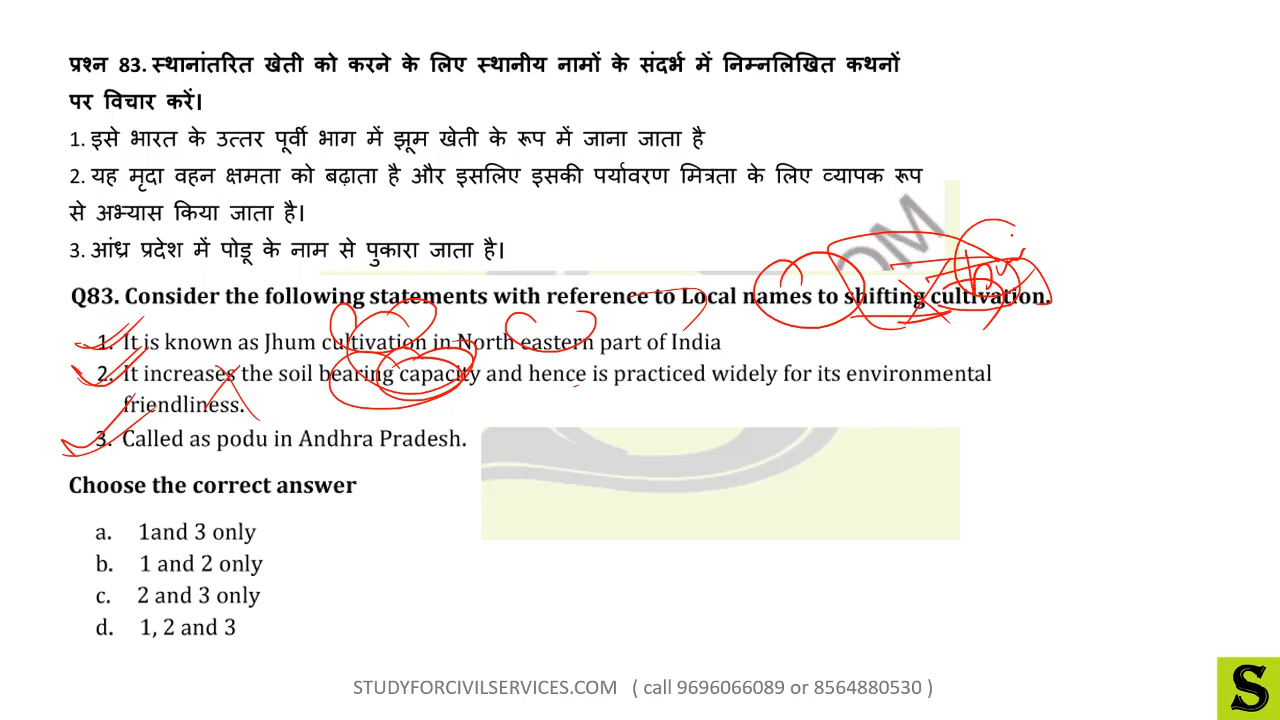 प्रश्न 83. स्थानांतरित खेती को करने के लिए स्थानीय नामों के संदर्भ में निम्नलिखित कथनों
पर विचार करें।
1. इसे भारत के उत्तर पूर्वी भाग में झूम खेती के रूप में जाना जाता है
2. यह मृदा वहन क्षमता को बढ़ाता है और इसलिए इसकी पर्यावरण मित्रता के लिए व्यापक रूप
से अभ्यास किया जाता है।
3. आंध्र प्रदेश में पोडू के नाम से पुकारा जाता है।
Q83. Consider the following statements with reference to Local names to shifting cultivation.
1. It is known as Jhum cultivation in North eastern part of India
2. It increases the soil bearing capacity and hence is practiced widely for its environmental
friendliness.
3. Called as podu in Andhra Pradesh.
Choose the correct answer
a. 1and 3 only
b. 1 and 2 only
c. 2 and 3 only
d. 1, 2 and 3
STUDYFORCIVILSERVICES.COM ( call 9696066089 or 8564880530 )
S